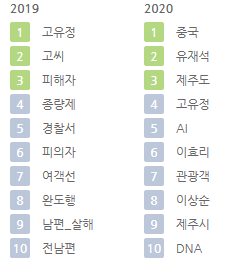 2019
1 고유정
2 고씨
3 피해자
4 종량제
5 경찰서
6 피의자
7 여객선
8 완도행
9 남편_살해
10 전남편
2020
1 중국
2 유재석
3 제주도
4 고유정
5 AI
6 이효리
7 관광객
8 이상순
9 제주시
10 DNA